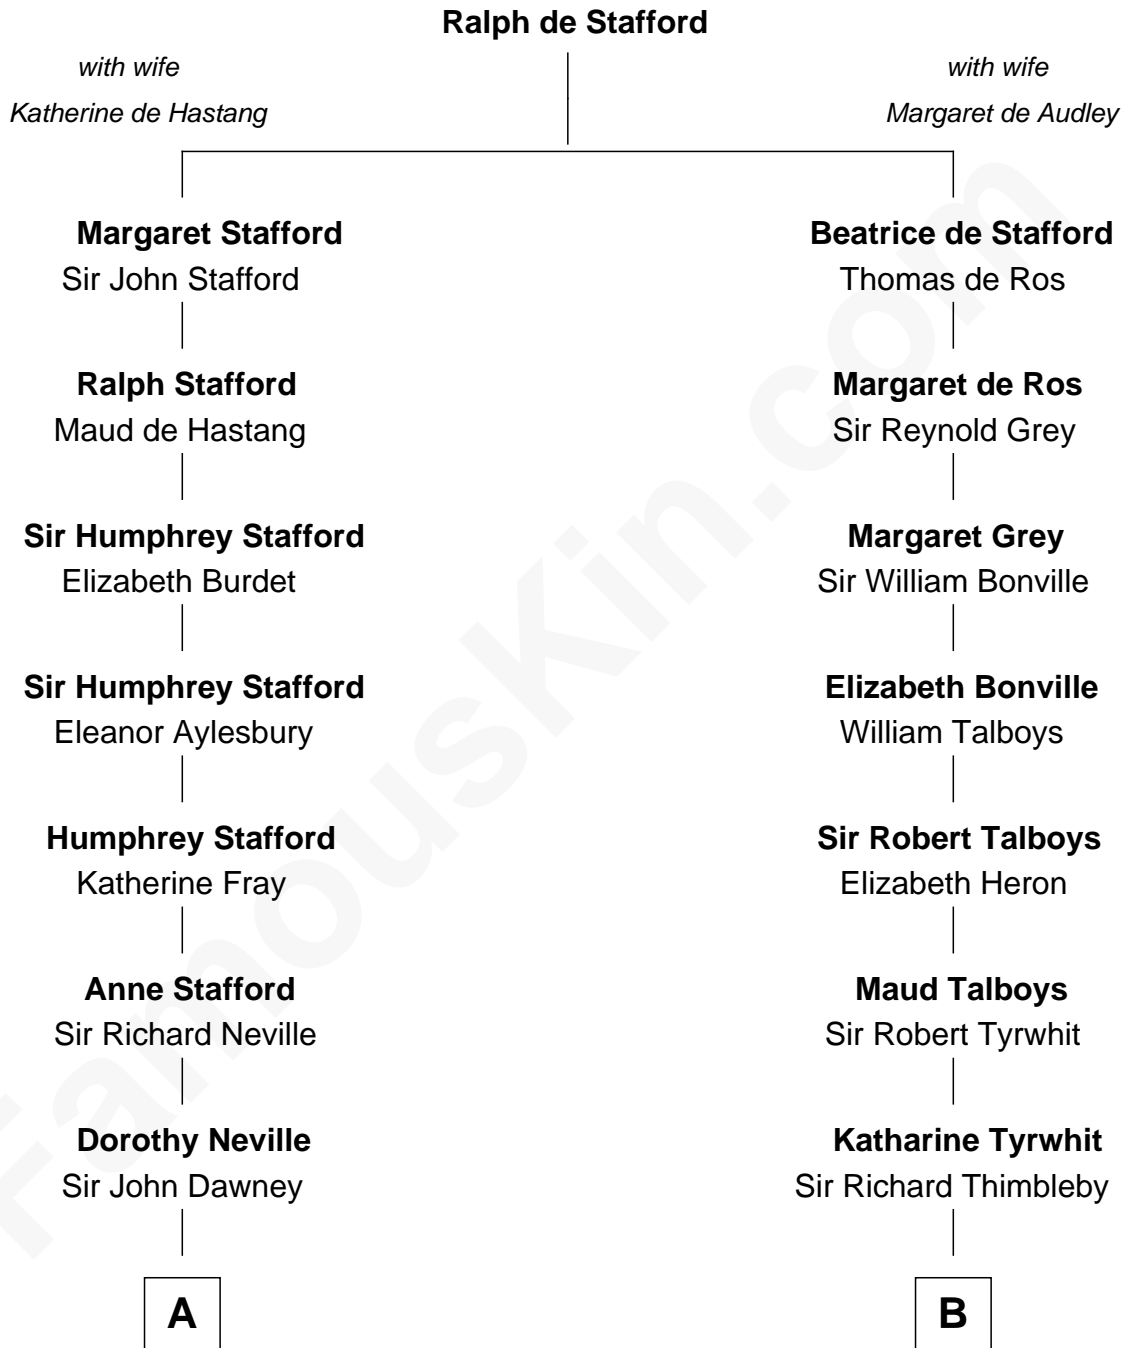 Ralph de Stafford
with wife
Katherine de Hastang
with wife
Margaret de Audley
Margaret Stafford
Sir John Stafford
Beatrice de Stafford
Thomas de Ros
Ralph Stafford
Maud de Hastang
Margaret de Ros
Sir Reynold Grey
Sir Humphrey Stafford
Elizabeth Burdet
Margaret Grey
Sir William Bonville
Sir Humphrey Stafford
Eleanor Aylesbury
Elizabeth Bonville
William Talboys
Humphrey Stafford
Katherine Fray
Sir Robert Talboys
Elizabeth Heron
Anne Stafford
Sir Richard Neville
Maud Talboys
Sir Robert Tyrwhit
Dorothy Neville
Sir John Dawney
Katharine Tyrwhit
Sir Richard Thimbleby
A
B
FamousKin.com